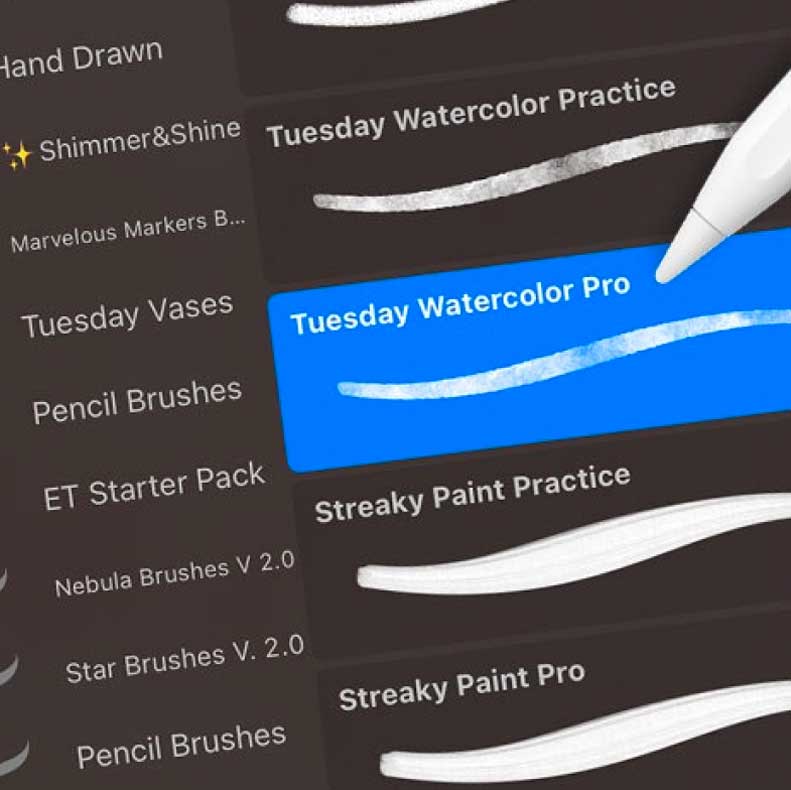 Hand Drawn
✨ Shimmer&Shine
Marvelous Markers B...
Tuesday Vases
Pencil Brushes
ET Starter Pack
Nebula Brushes V 2.0
Star Brushes V. 2.0
Pencil Brushes
Tuesday Watercolor Practice
Tuesday Watercolor Pro
Streaky Paint Practice
Streaky Paint Pro